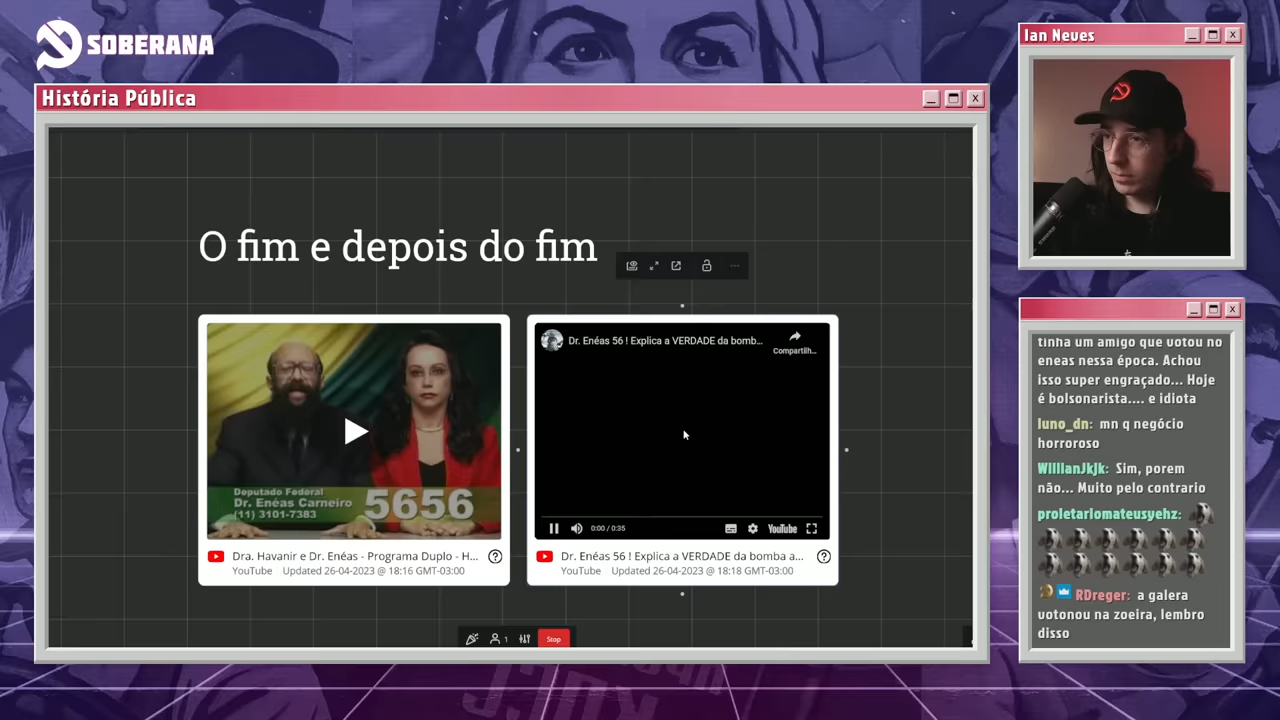 SOBERANA
História Pública
O fim e depois do fim
Deputado Federal
Dr. Enéas Carneiro
(11) 3101-7383)
5656
Dra. Havanir e Dr. Enéas - Programa Duplo - H...
YouTube Updated 26-04-2023 @ 18:16 GMT-03:00
Dr. Enéas 56 ! Explica a VERDADE da bomb...
Compartilh...
0:00 / 0:35
YouTube
Dr. Enéas 56 ! Explica a VERDADE da bomba a...
YouTube Updated 26-04-2023 @ 18:18 GMT-03:00
1
Stop
Ian Neves
tinha um amigo que votou no
eneas nessa época. Achou
isso super engraçado... Hoje
é bolsonarista.... e idiota
luno_dn: mn q negócio
horroroso
WillianJkjk: Sim, porem
não... Muito pelo contrario
proletariomateusyehz:
RDreger: a galera
votonou na zoeira, lembro
disso